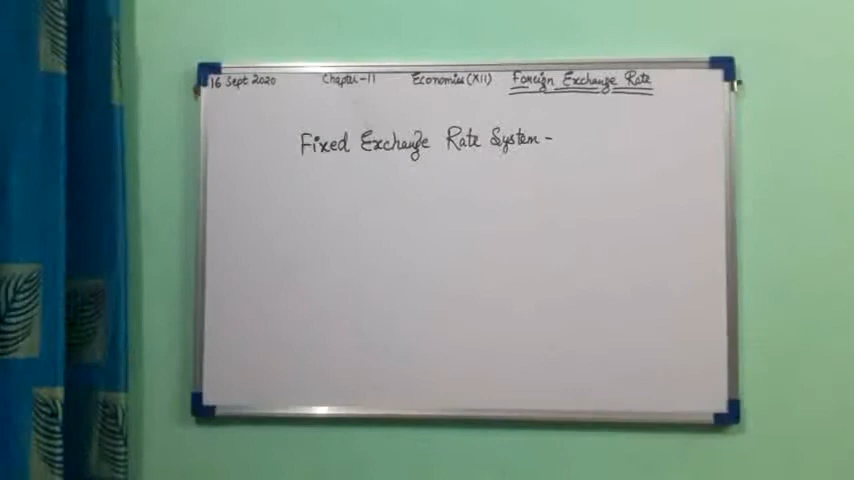 16 Sept 2020 Chapter-11 Economics (XII) Foreign Exchange Rate
Fixed Exchange Rate System -